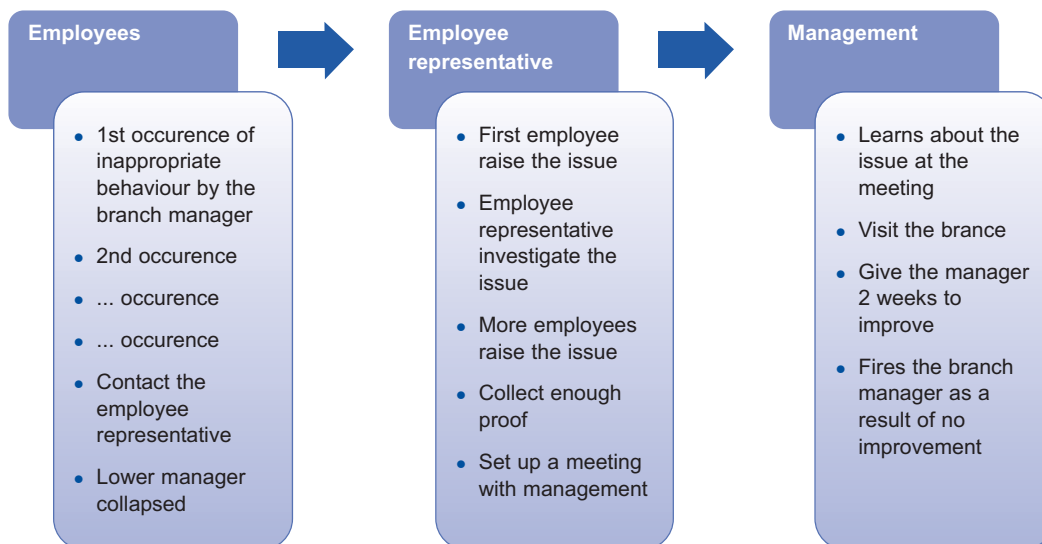 Employees
• 1st occurence of
inappropriate
behaviour by the
branch manager
• 2nd occurence
• ... occurence
• ... occurence
• Contact the
employee
representative
• Lower manager
collapsed
Employee
representative
• First employee
raise the issue
• Employee
representative
investigate the
issue
• More employees
raise the issue
• Collect enough
proof
• Set up a meeting
with management
Management
• Learns about the
issue at the
meeting
• Visit the brance
• Give the manager
2 weeks to
improve
• Fires the branch
manager as a
result of no
improvement